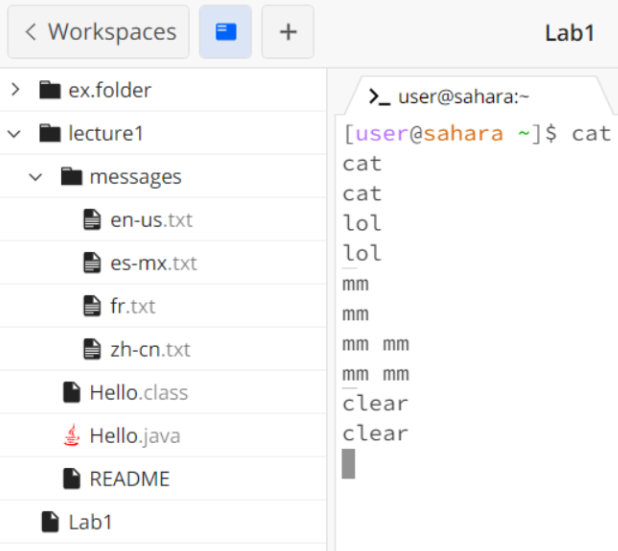 Workspaces
Lab1
ex.folder
lecture1
messages
en-us.txt
es-mx.txt
fr.txt
zh-cn.txt
Hello.class
Hello.java
README
Lab1
>_ user@sahara:~
[user@sahara ~]$ cat
cat
cat
lol
lol
mm
mm
mm mm
mm mm
clear
clear